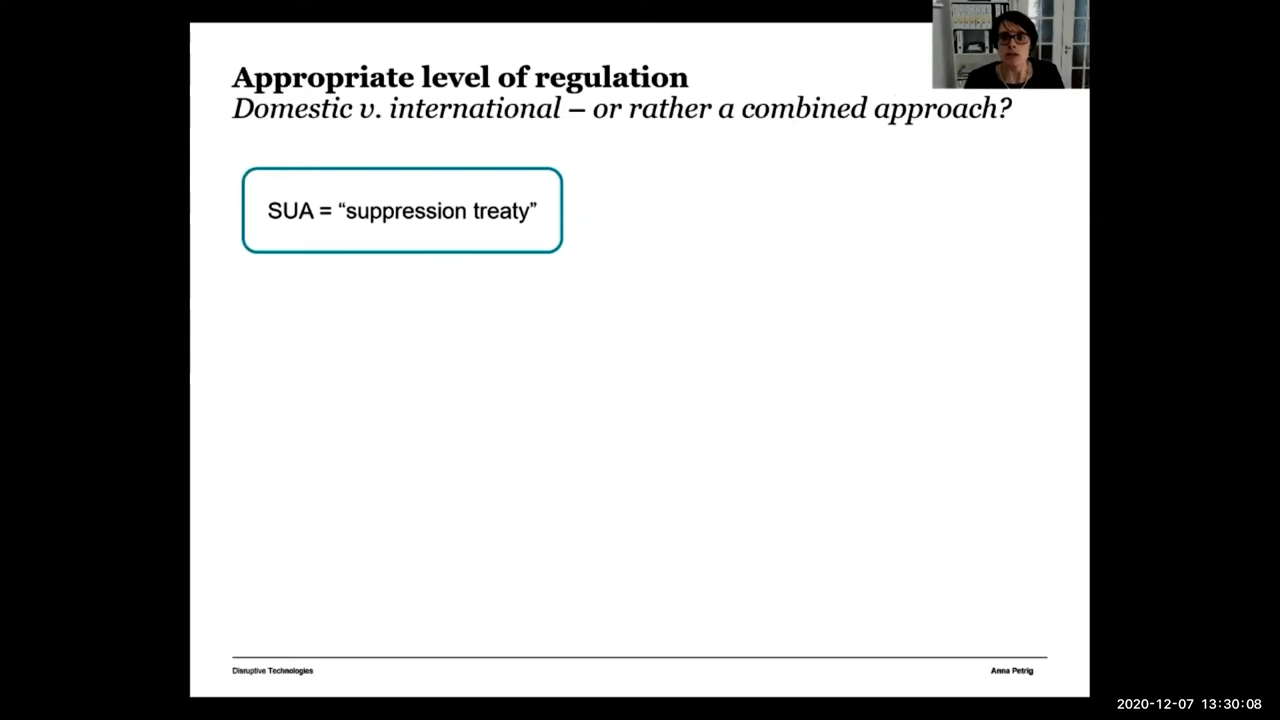 Appropriate level of regulation
Domestic v. international – or rather a combined approach?
SUA = “suppression treaty”
Disruptive Technologies
Anna Petrig
2020-12-07 13:30:08